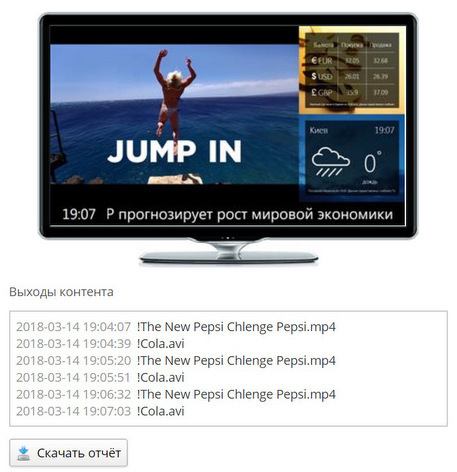 JUMP IN
Валюта Покупка Продажа
€ EUR 32.05 32.68
$ USD 26.01 26.39
£ GBP 35.9 37.09
Киев 19:07
0°
дождь
19:07 Р прогнозирует рост мировой экономики
Выходы контента
2018-03-14 19:04:07 !The New Pepsi Chlenge Pepsi.mp4
2018-03-14 19:04:39 !Cola.avi
2018-03-14 19:05:20 !The New Pepsi Chlenge Pepsi.mp4
2018-03-14 19:05:51 !Cola.avi
2018-03-14 19:06:32 !The New Pepsi Chlenge Pepsi.mp4
2018-03-14 19:07:03 !Cola.avi
Скачать отчёт